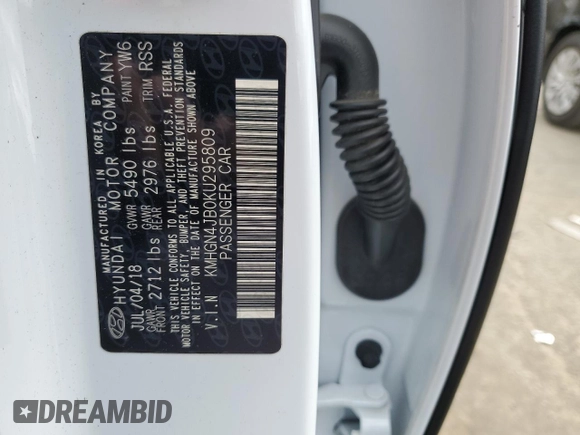 MANUFACTURED IN KOREA BY
HYUNDAI MOTOR COMPANY
JUL/04/18 GVWR 5490 lbs PAINT YW6
GAWR FRONT 2712 lbs GAWR REAR 2976 lbs TRIM RSS
THIS VEHICLE CONFORMS TO ALL APPLICABLE U.S.A. FEDERAL
MOTOR VEHICLE SAFETY, BUMPER, AND THEFT PREVENTION STANDARDS
IN EFFECT ON THE DATE OF MANUFACTURE SHOWN ABOVE
V.I.N KMHGN4JB0KU295809
PASSENGER CAR
DREAMBID